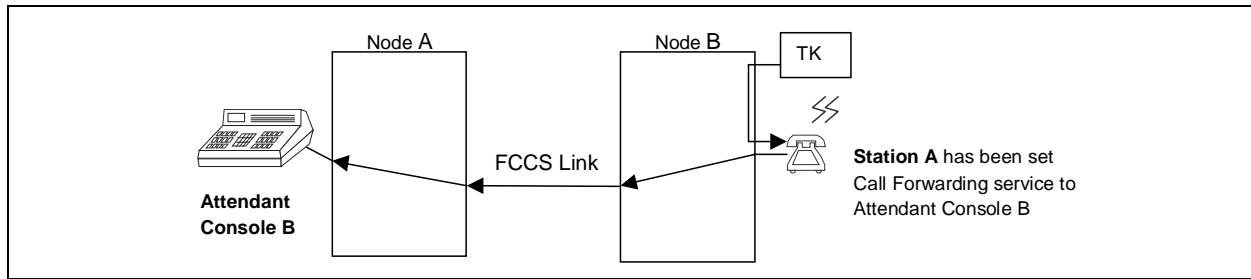 Node A
Node B
TK
FCCS Link
Attendant
Console B
Station A has been set
Call Forwarding service to
Attendant Console B